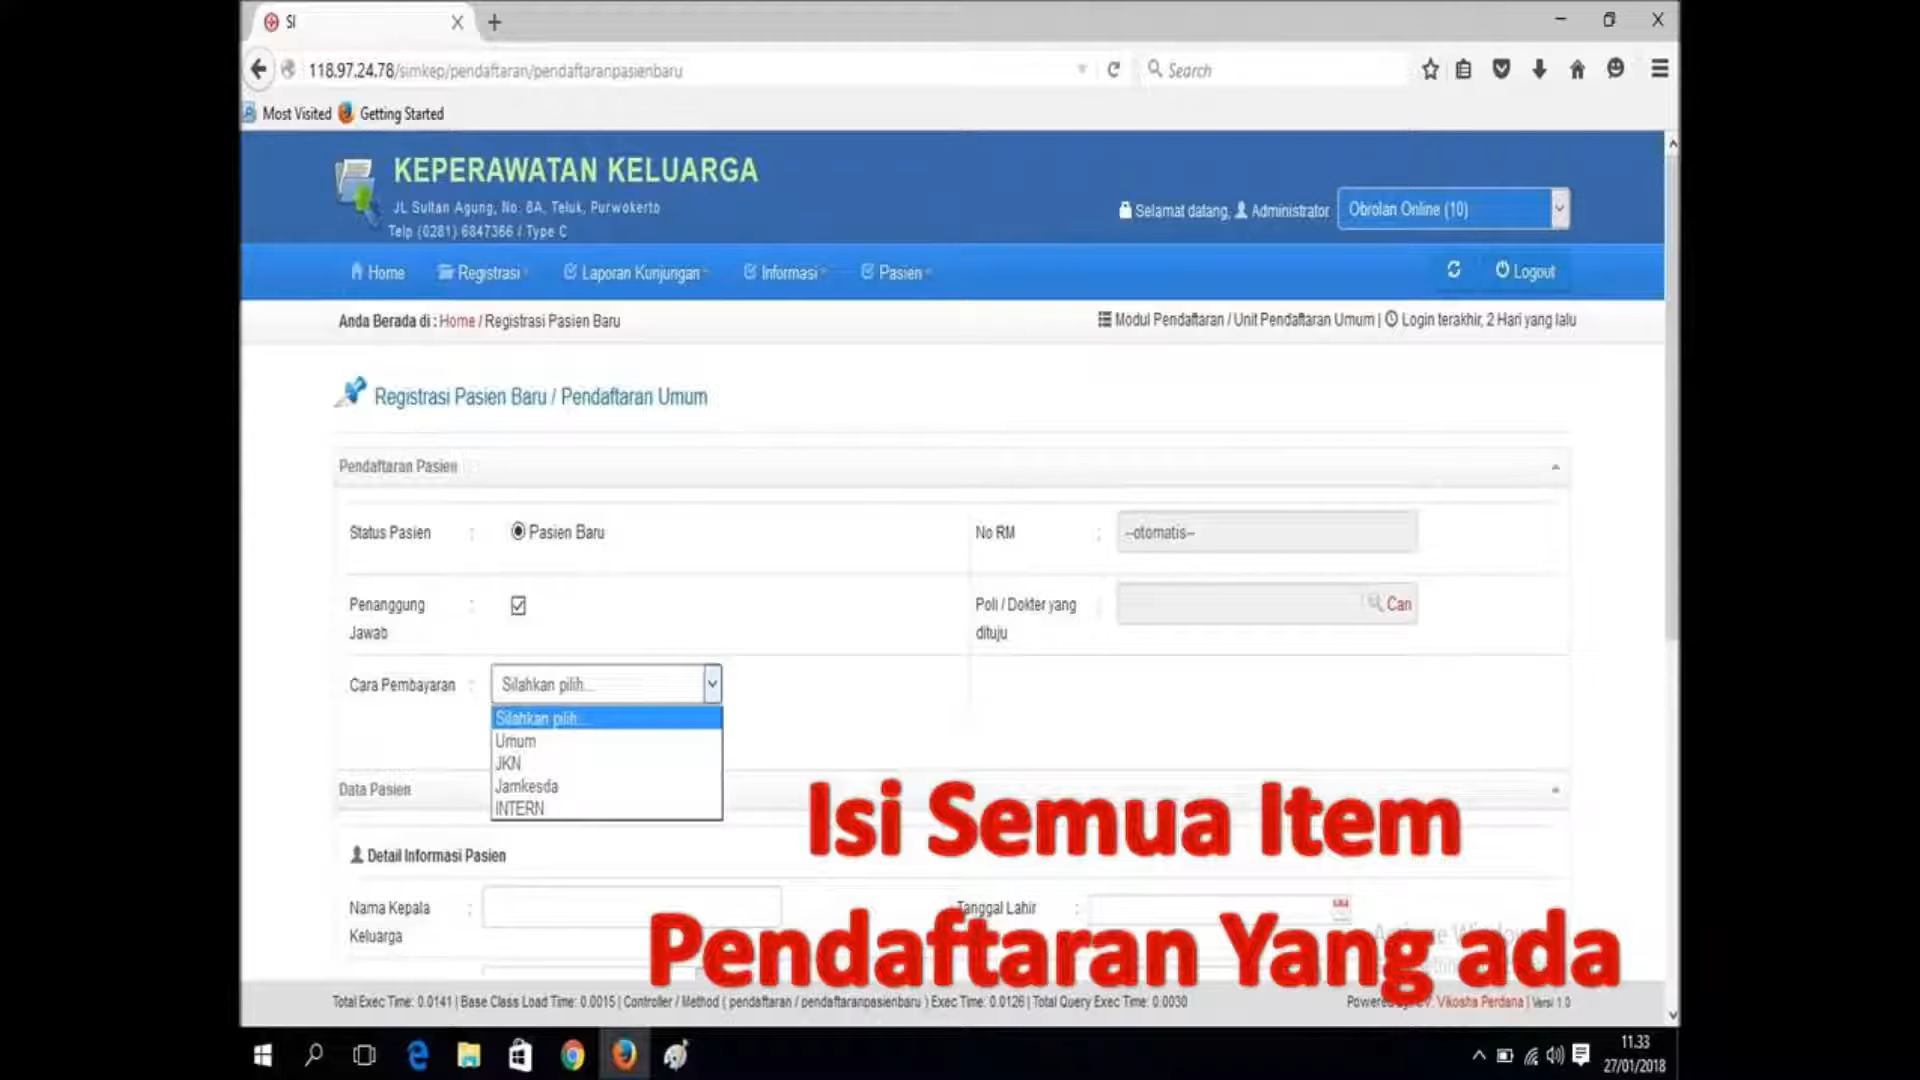 SI
118.97.24.78/simkep/pendaftaran/pendaftaranpasienbaru
Search
Most Visited
Getting Started
KEPERAWATAN KELUARGA
JL Sultan Agung, No. 8A, Teluk, Purwokerto
Telp (0281) 6847366 / Type C
Selamat datang, Administrator
Obrolan Online (10)
Home
Registrasi
Laporan Kunjungan
Informasi
Pasien
Logout
Anda Berada di : Home / Registrasi Pasien Baru
Modul Pendaftaran / Unit Pendaftaran Umum | Login terakhir, 2 Hari yang lalu
Registrasi Pasien Baru / Pendaftaran Umum
Pendaftaran Pasien
Status Pasien : Pasien Baru
No RM : --otomatis--
Penanggung Jawab :
Poli / Dokter yang dituju : Cari
Cara Pembayaran : Silahkan pilih...
Silahkan pilih...
Umum
JKN
Jamkesda
INTERN
Data Pasien
Isi Semua Item
Detail Informasi Pasien
Nama Kepala Keluarga :
Tanggal Lahir :
Pendaftaran Yang ada
Total Exec Time: 0.0141 | Base Class Load Time: 0.0015 | Controller / Method ( pendaftaran / pendaftaranpasienbaru ) Exec Time: 0.0126 | Total Query Exec Time: 0.0030
Vikosha Perdana | Versi 1.0
11.33
27/01/2018